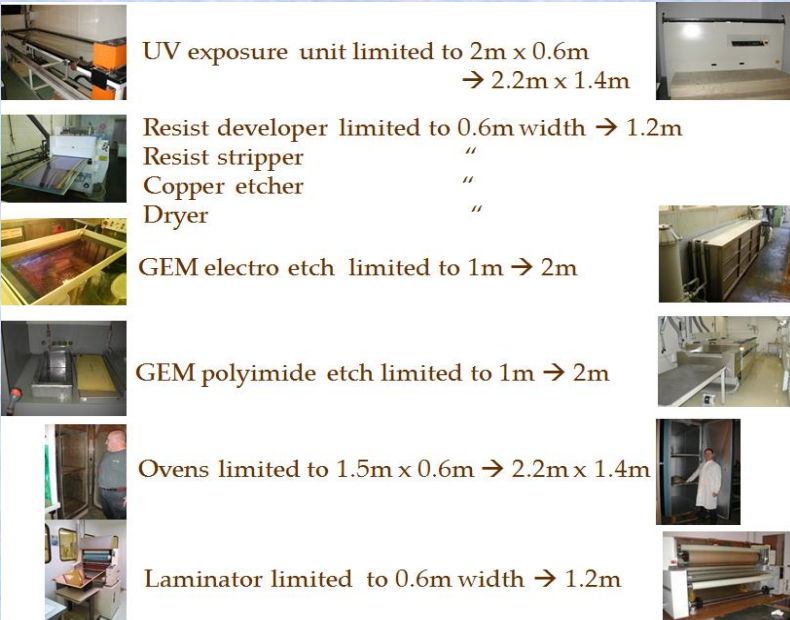 UV exposure unit limited to 2m x 0.6m
→ 2.2m x 1.4m
Resist developer limited to 0.6m width → 1.2m
Resist stripper “
Copper etcher “
Dryer “
GEM electro etch limited to 1m → 2m
GEM polyimide etch limited to 1m → 2m
Ovens limited to 1.5m x 0.6m → 2.2m x 1.4m
Laminator limited to 0.6m width → 1.2m